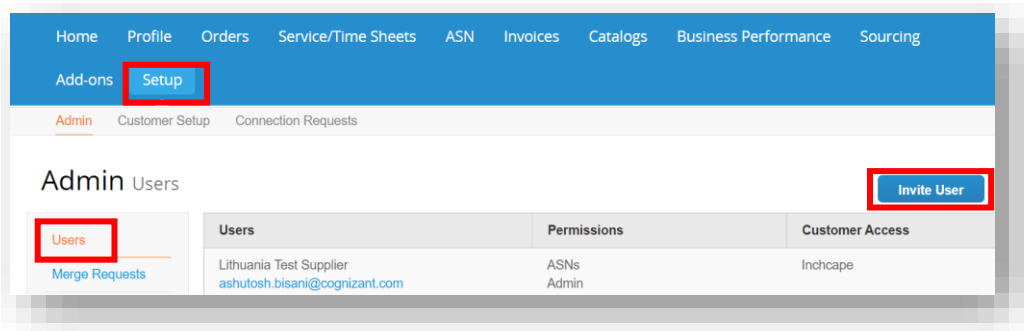 Home Profile Orders Service/Time Sheets ASN Invoices Catalogs Business Performance Sourcing
Add-ons Setup
Admin Customer Setup Connection Requests
Admin Users
Invite User
Users
Merge Requests
Users Permissions Customer Access
Lithuania Test Supplier ASNs Inchcape
ashutosh.bisani@cognizant.com Admin